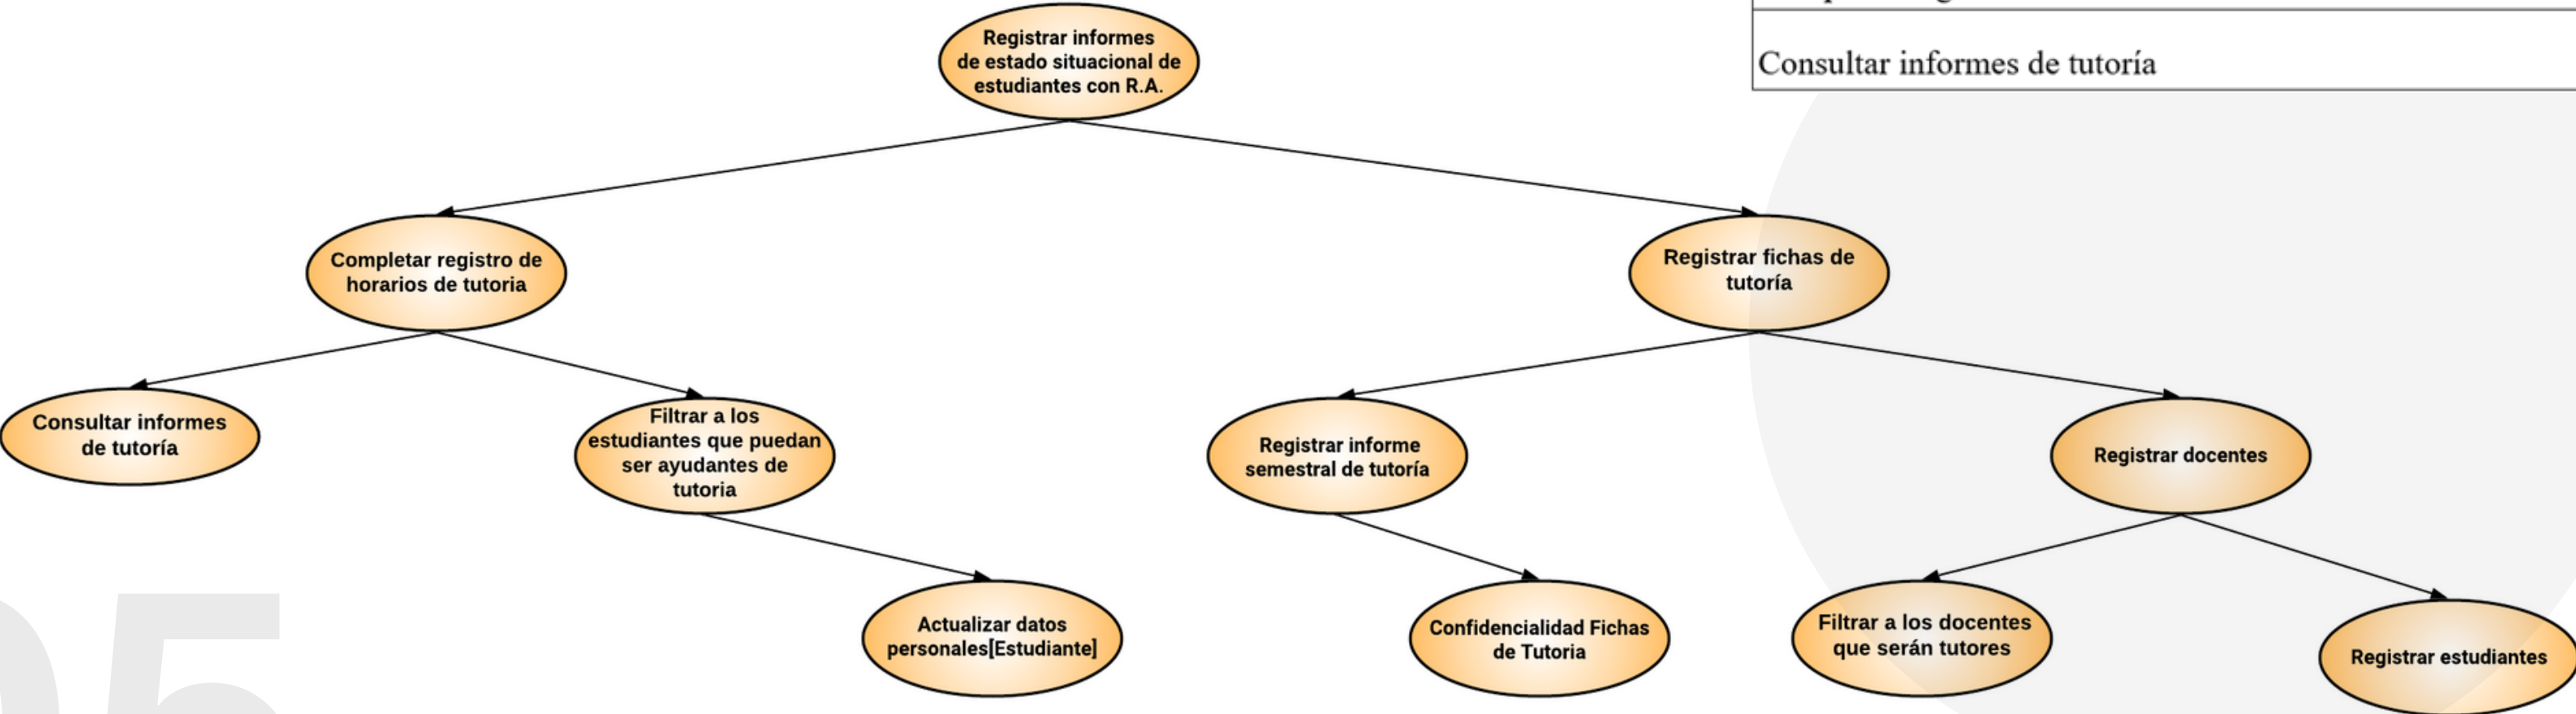 Registrar informes
de estado situacional de
estudiantes con R.A.
Consultar informes de tutoría
Completar registro de
horarios de tutoria
Registrar fichas de
tutoría
Consultar informes
de tutoría
Filtrar a los
estudiantes que puedan
ser ayudantes de
tutoria
Registrar informe
semestral de tutoría
Registrar docentes
Actualizar datos
personales[Estudiante]
Confidencialidad Fichas
de Tutoria
Filtrar a los docentes
que serán tutores
Registrar estudiantes
05